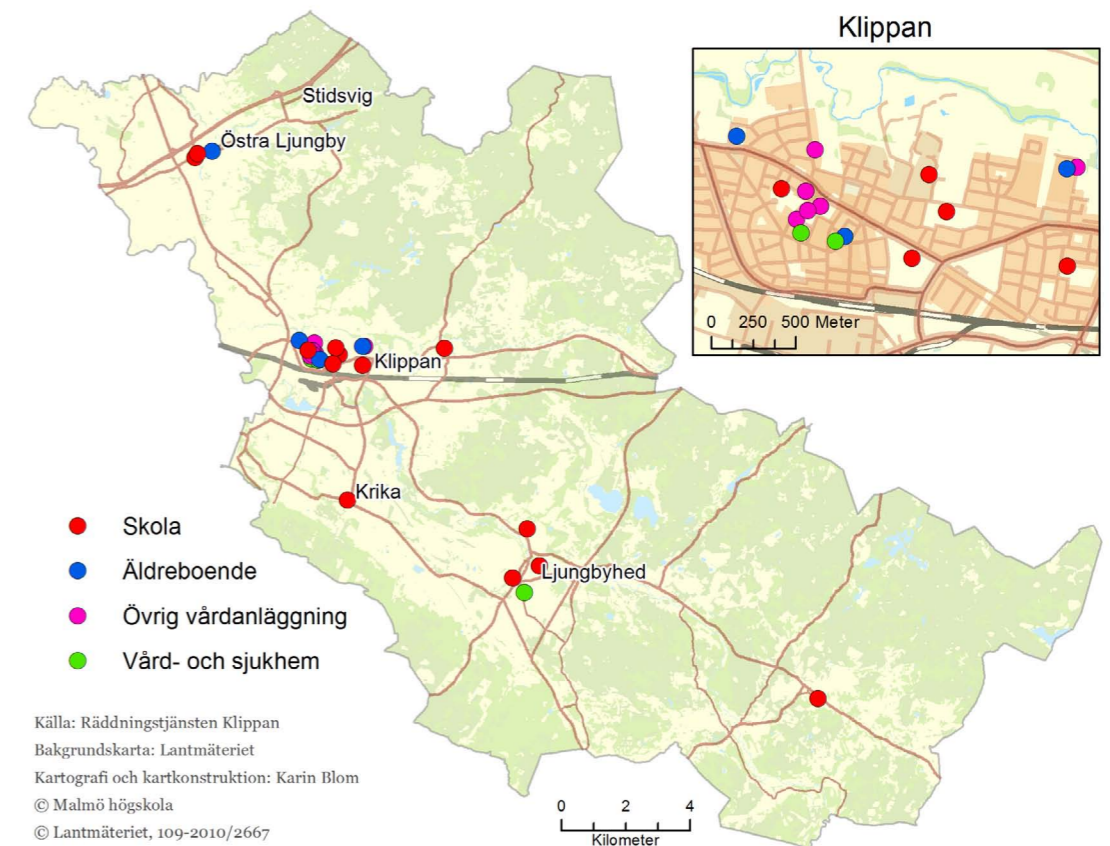 Klippan
Stidsvig
Östra Ljungby
0 250 500 Meter
Klippan
Krika
Ljungbyhed
Skola
Äldreboende
Övrig vårdanläggning
Vård- och sjukhem
Källa: Räddningstjänsten Klippan
Bakgrundskarta: Lantmäteriet
Kartografi och kartkonstruktion: Karin Blom
© Malmö högskola
© Lantmäteriet, 109-2010/2667
0 2 4
Kilometer